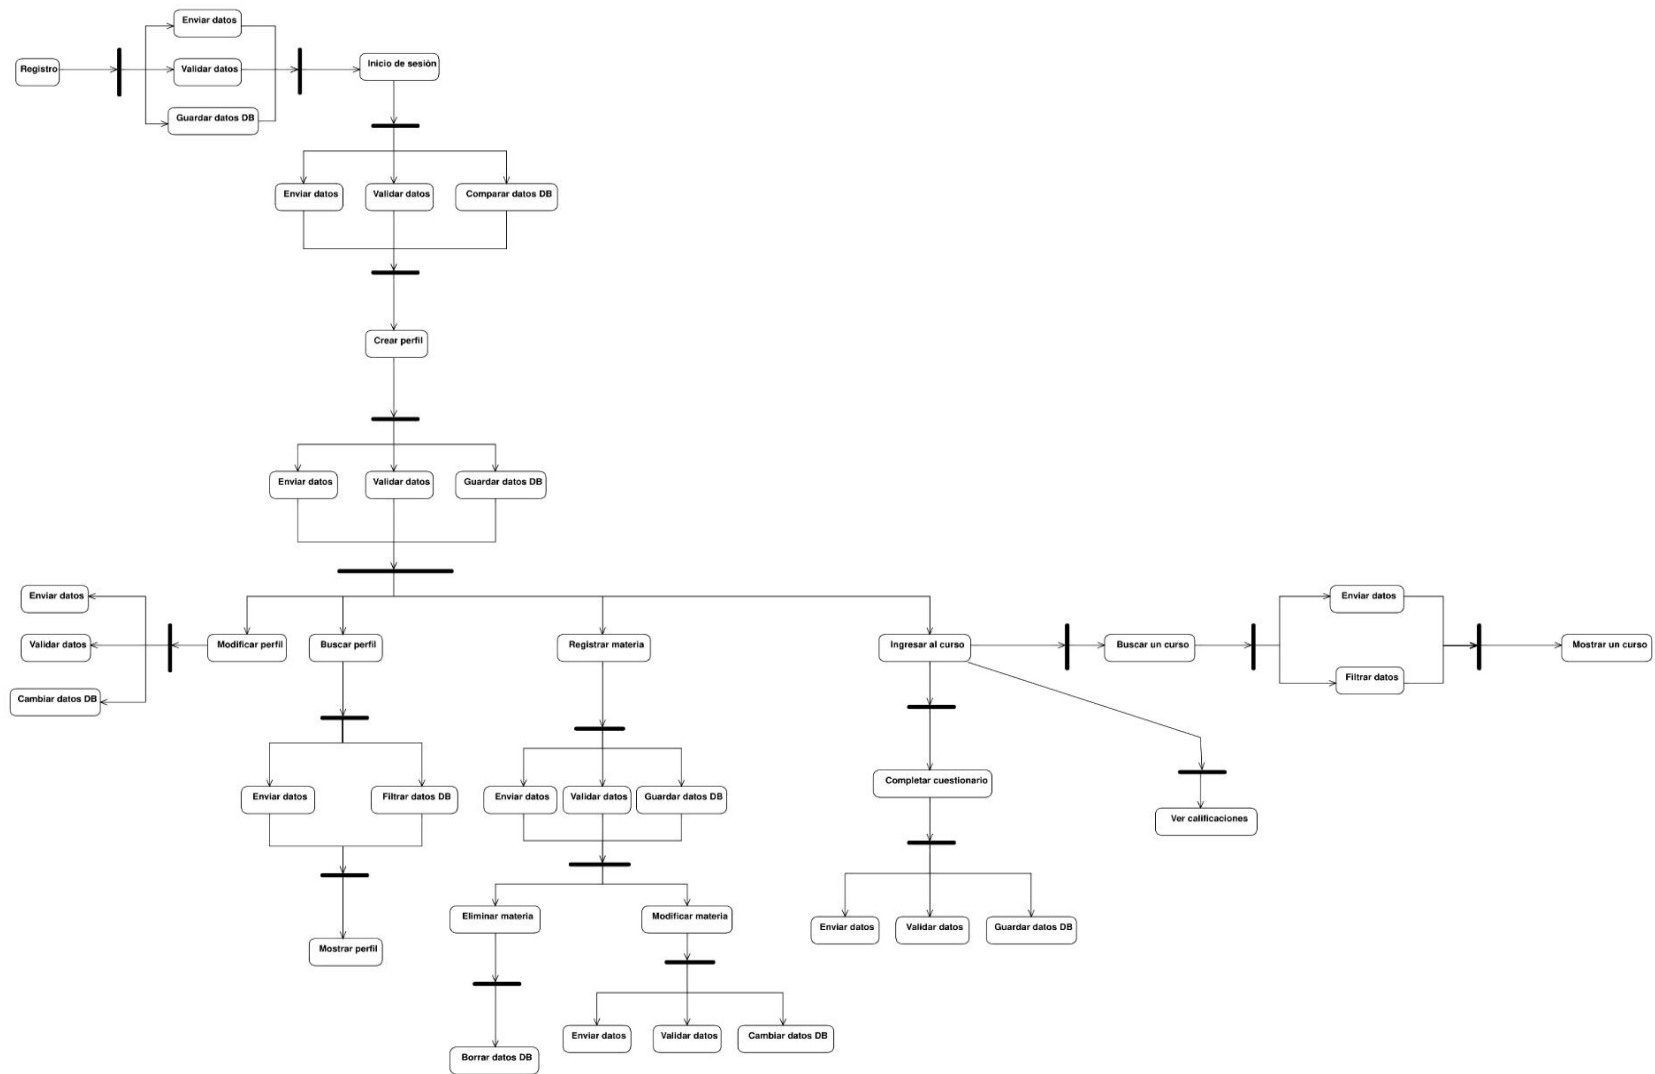 Enviar datos
Registro
Validar datos
Inicio de sesión
Guardar datos DB
Enviar datos
Validar datos
Comparar datos DB
Crear perfil
Enviar datos
Validar datos
Guardar datos DB
Enviar datos
Validar datos
Cambiar datos DB
Modificar perfil
Buscar perfil
Registrar materia
Ingresar al curso
Buscar un curso
Enviar datos
Filtrar datos
Mostrar un curso
Enviar datos
Filtrar datos DB
Mostrar perfil
Enviar datos
Validar datos
Guardar datos DB
Eliminar materia
Modificar materia
Borrar datos DB
Enviar datos
Validar datos
Cambiar datos DB
Completar cuestionario
Ver calificaciones
Enviar datos
Validar datos
Guardar datos DB